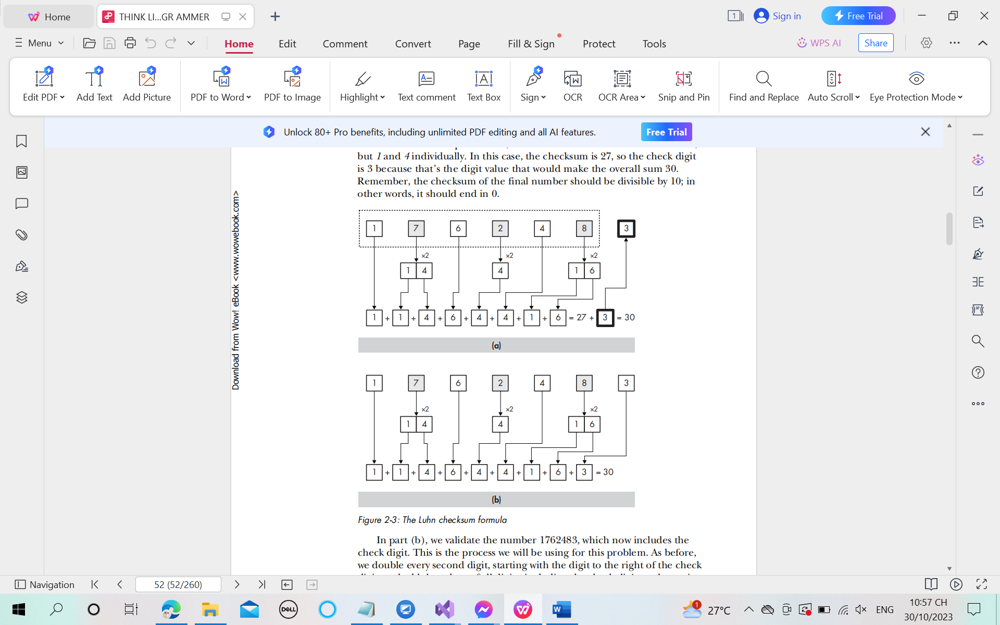 Home
THINK LI...GR AMMER
1
Sign in
Free Trial
Menu
Home
Edit
Comment
Convert
Page
Fill & Sign
Protect
Tools
WPS AI
Share
Edit PDF
Add Text
Add Picture
PDF to Word
PDF to Image
Highlight
Text comment
Text Box
Sign
OCR
OCR Area
Snip and Pin
Find and Replace
Auto Scroll
Eye Protection Mode
Unlock 80+ Pro benefits, including unlimited PDF editing and all AI features.
Free Trial
but 1 and 4 individually. In this case, the checksum is 27, so the check digit
is 3 because that's the digit value that would make the overall sum 30.
Remember, the checksum of the final number should be divisible by 10; in
other words, it should end in 0.
Download from Wow! eBook <www.wowebook.com>
1 7 6 2 4 8 3
x2 x2 x2
1 4 4 1 6
1 + 1 + 4 + 6 + 4 + 4 + 1 + 6 = 27 + 3 = 30
(a)
1 7 6 2 4 8 3
x2 x2 x2
1 4 4 1 6
1 + 1 + 4 + 6 + 4 + 4 + 1 + 6 + 3 = 30
(b)
Figure 2-3: The Luhn checksum formula
In part (b), we validate the number 1762483, which now includes the
check digit. This is the process we will be using for this problem. As before,
we double every second digit, starting with the digit to the right of the check
Navigation
52 (52/260)
DELL
W
1
27°C
ENG
10:57 CH
30/10/2023